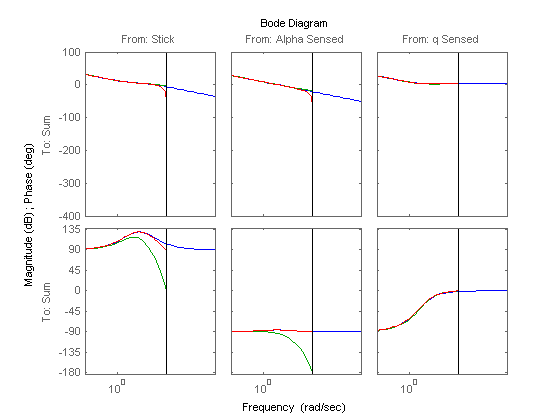 Bode Diagram
From: Stick
From: Alpha Sensed
From: q Sensed
Magnitude (dB) ; Phase (deg)
To: Sum
100
0
-100
-200
-300
-400
To: Sum
135
90
45
0
-45
-90
-135
-180
10^0
10^0
10^0
Frequency (rad/sec)